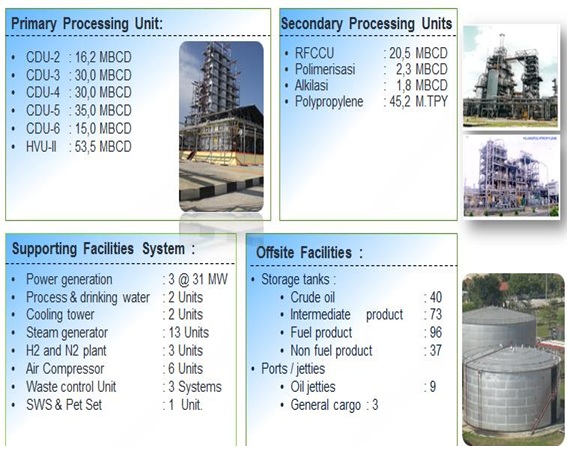 Primary Processing Unit:
• CDU-2 : 16,2 MBCD
• CDU-3 : 30,0 MBCD
• CDU-4 : 30,0 MBCD
• CDU-5 : 35,0 MBCD
• CDU-6 : 15,0 MBCD
• HVU-II : 53,5 MBCD
Secondary Processing Units
• RFCCU : 20,5 MBCD
• Polimerisasi : 2,3 MBCD
• Alkilasi : 1,8 MBCD
• Polypropylene : 45,2 M.TPY
Supporting Facilities System :
• Power generation : 3 @ 31 MW
• Process & drinking water : 2 Units
• Cooling tower : 2 Units
• Steam generator : 13 Units
• H2 and N2 plant : 3 Units
• Air Compressor : 6 Units
• Waste control Unit : 3 Systems
• SWS & Pet Set : 1 Unit.
Offsite Facilities :
• Storage tanks :
• Crude oil : 40
• Intermediate product : 73
• Fuel product : 96
• Non fuel product : 37
• Ports / jetties
• Oil jetties : 9
• General cargo : 3